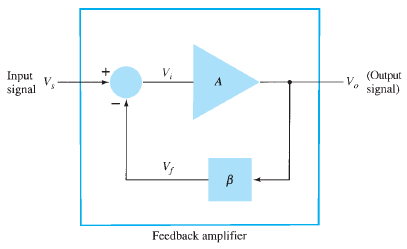 Input signal V_s
+
−
V_i
A
V_o (Output signal)
V_f
β
Feedback amplifier